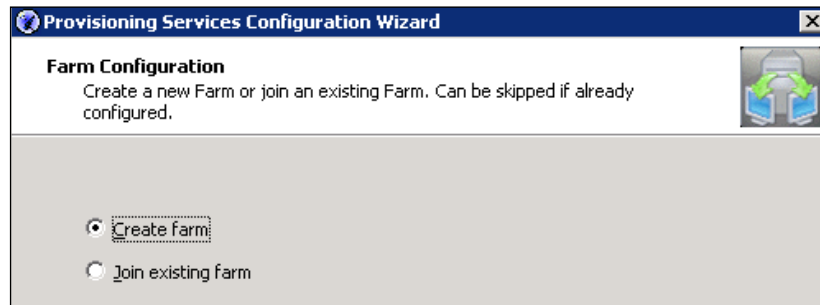 Provisioning Services Configuration Wizard
Farm Configuration
Create a new Farm or join an existing Farm. Can be skipped if already
configured.
Create farm
Join existing farm